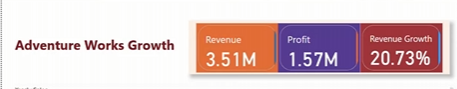 Adventure Works Growth
Revenue
3.51M
Profit
1.57M
Revenue Growth
20.73%